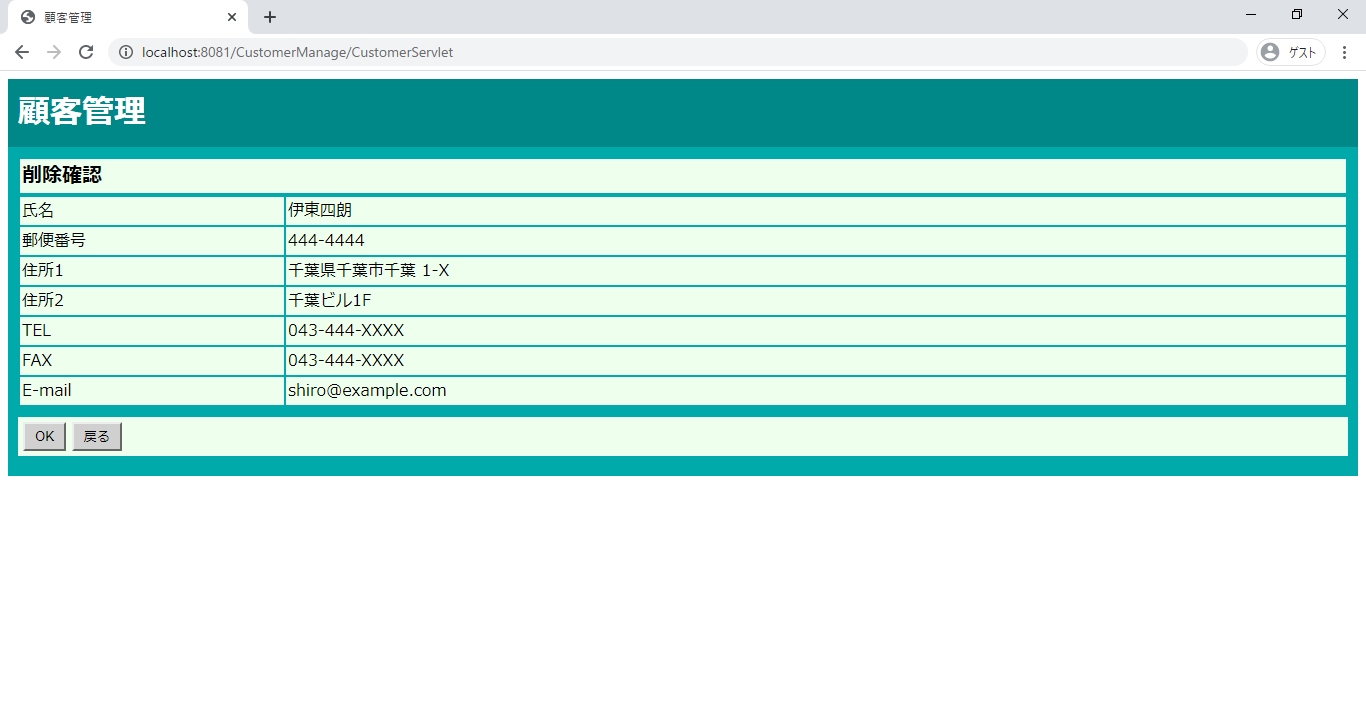 顧客管理
localhost:8081/CustomerManage/CustomerServlet
ゲスト
顧客管理
削除確認
氏名 伊東四朗
郵便番号 444-4444
住所1 千葉県千葉市千葉 1-X
住所2 千葉ビル1F
TEL 043-444-XXXX
FAX 043-444-XXXX
E-mail shiro@example.com
OK 戻る